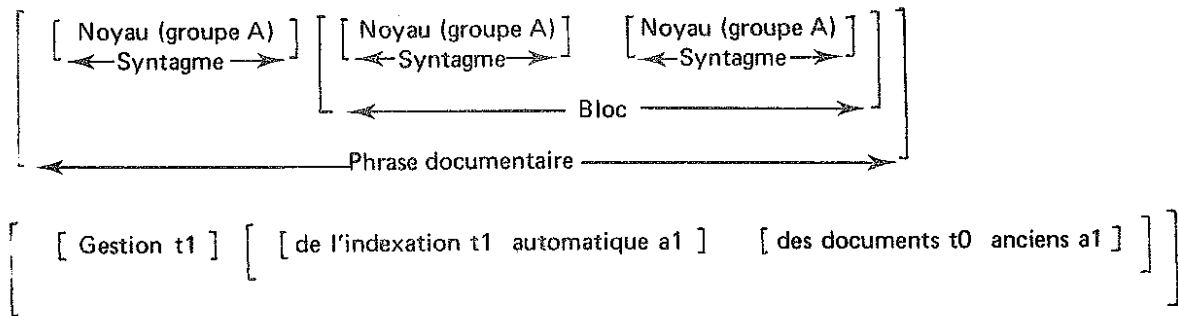 [ [ Noyau (groupe A) ] [ [ Noyau (groupe A) ] [ Noyau (groupe A) ] ] ]
Syntagme Syntagme Syntagme
Bloc
Phrase documentaire
[ [ Gestion t1 ] [ [ de l'indexation t1 automatique a1 ] [ des documents t0 anciens a1 ] ] ]